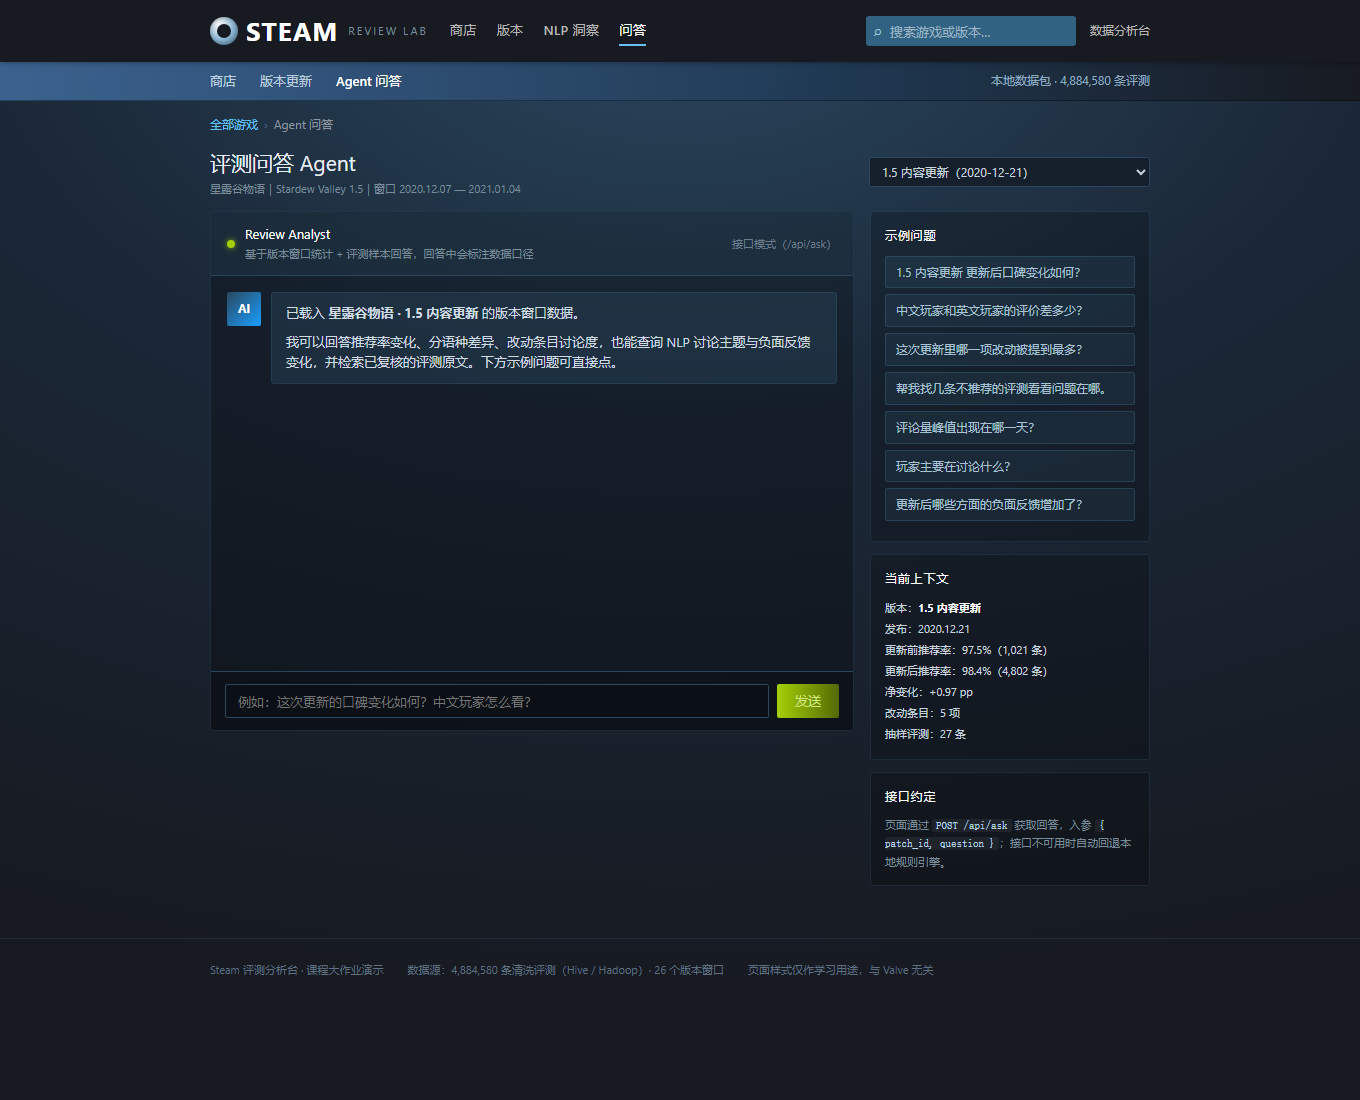 STEAM REVIEW LAB 商店 版本 NLP 洞察 问答 搜索游戏或版本... 数据分析台
商店 版本更新 Agent 问答 本地数据包 · 4,884,580 条评测
全部游戏 › Agent 问答
评测问答 Agent
星露谷物语 | Stardew Valley 1.5 | 窗口 2020.12.07 — 2021.01.04
1.5 内容更新（2020-12-21）
Review Analyst
基于版本窗口统计 + 评测样本回答，回答中会标注数据口径
接口模式（/api/ask）
AI
已载入 星露谷物语 · 1.5 内容更新 的版本窗口数据。
我可以回答推荐率变化、分语种差异、改动条目讨论度，也能查询 NLP 讨论主题与负面反馈
变化，并检索已复核的评测原文。下方示例问题可直接点。
例如：这次更新的口碑变化如何？中文玩家怎么看？
发送
示例问题
1.5 内容更新 更新后口碑变化如何？
中文玩家和英文玩家的评价差多少？
这次更新里哪一项改动被提到最多？
帮我找几条不推荐的评测看看问题在哪。
评论量峰值出现在哪一天？
玩家主要在讨论什么？
更新后哪些方面的负面反馈增加了？
当前上下文
版本：1.5 内容更新
发布：2020.12.21
更新前推荐率：97.5%（1,021 条）
更新后推荐率：98.4%（4,802 条）
净变化：+0.97 pp
改动条目：5 项
抽样评测：27 条
接口约定
页面通过 POST /api/ask 获取回答，入参 {
patch_id, question }；接口不可用时自动回退本
地规则引擎。
Steam 评测分析台 · 课程大作业演示 数据源：4,884,580 条清洗评测（Hive / Hadoop）· 26 个版本窗口 页面样式仅作学习用途，与 Valve 无关